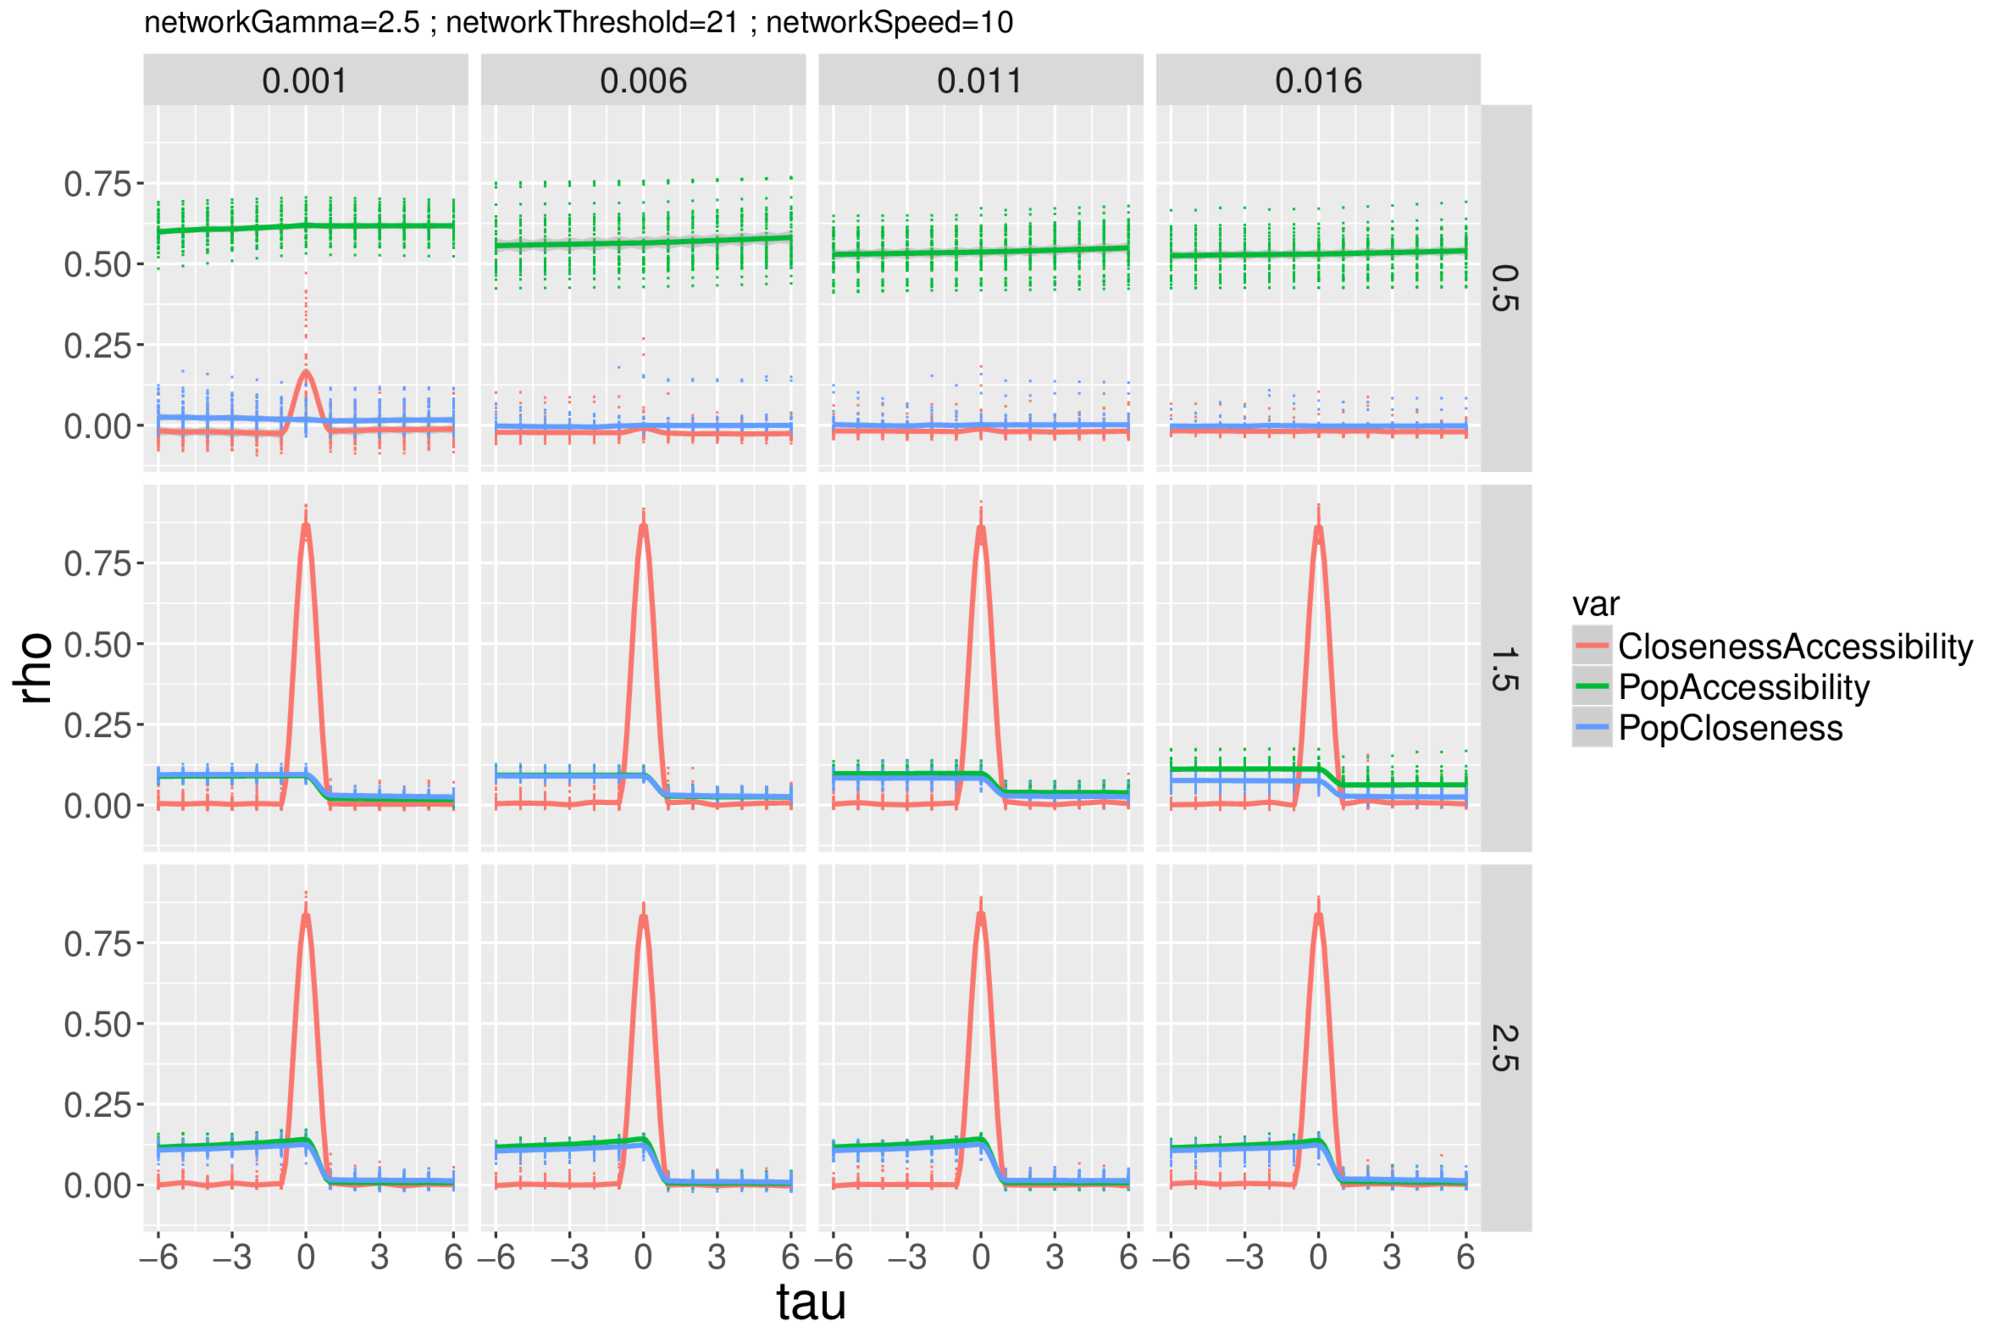 networkGamma=2.5 ; networkThreshold=21 ; networkSpeed=10
0.001 0.006 0.011 0.016
0.75
0.50
0.25
0.00
0.5
0.75
0.50
0.25
0.00
1.5
0.75
0.50
0.25
0.00
2.5
rho
−6 −3 0 3 6 −6 −3 0 3 6 −6 −3 0 3 6 −6 −3 0 3 6
tau
var
ClosenessAccessibility
PopAccessibility
PopCloseness